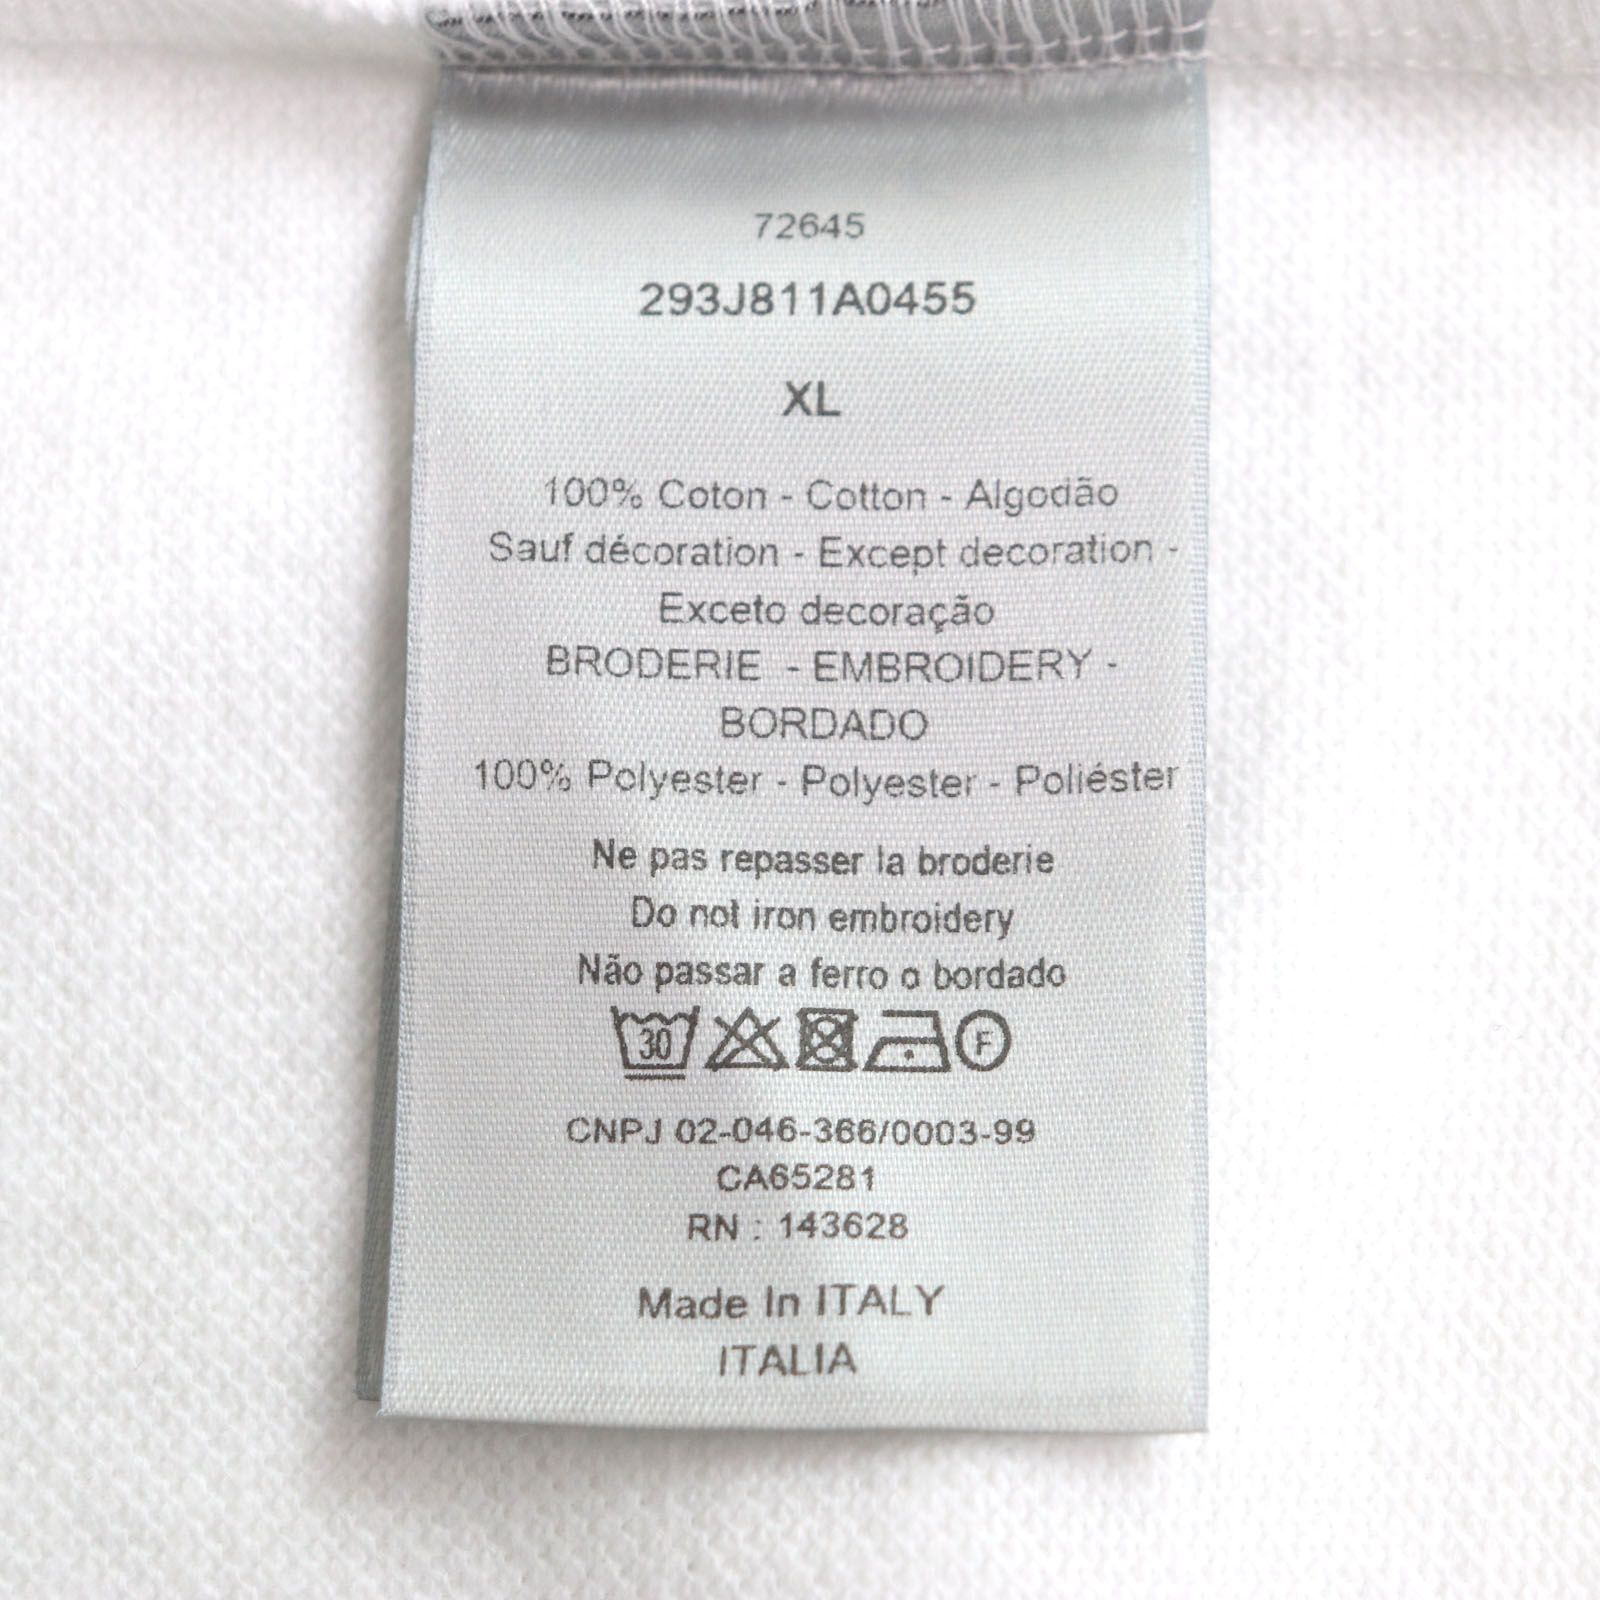 72645
293J811A0455
XL
100% Coton - Cotton - Algodão
Sauf décoration - Except decoration -
Exceto decoração
BRODERIE - EMBROIDERY -
BORDADO
100% Polyester - Polyester - Poliéster
Ne pas repasser la broderie
Do not iron embroidery
Não passar a ferro o bordado
30 F
CNPJ 02-046-366/0003-99
CA65281
RN : 143628
Made In ITALY
ITALIA